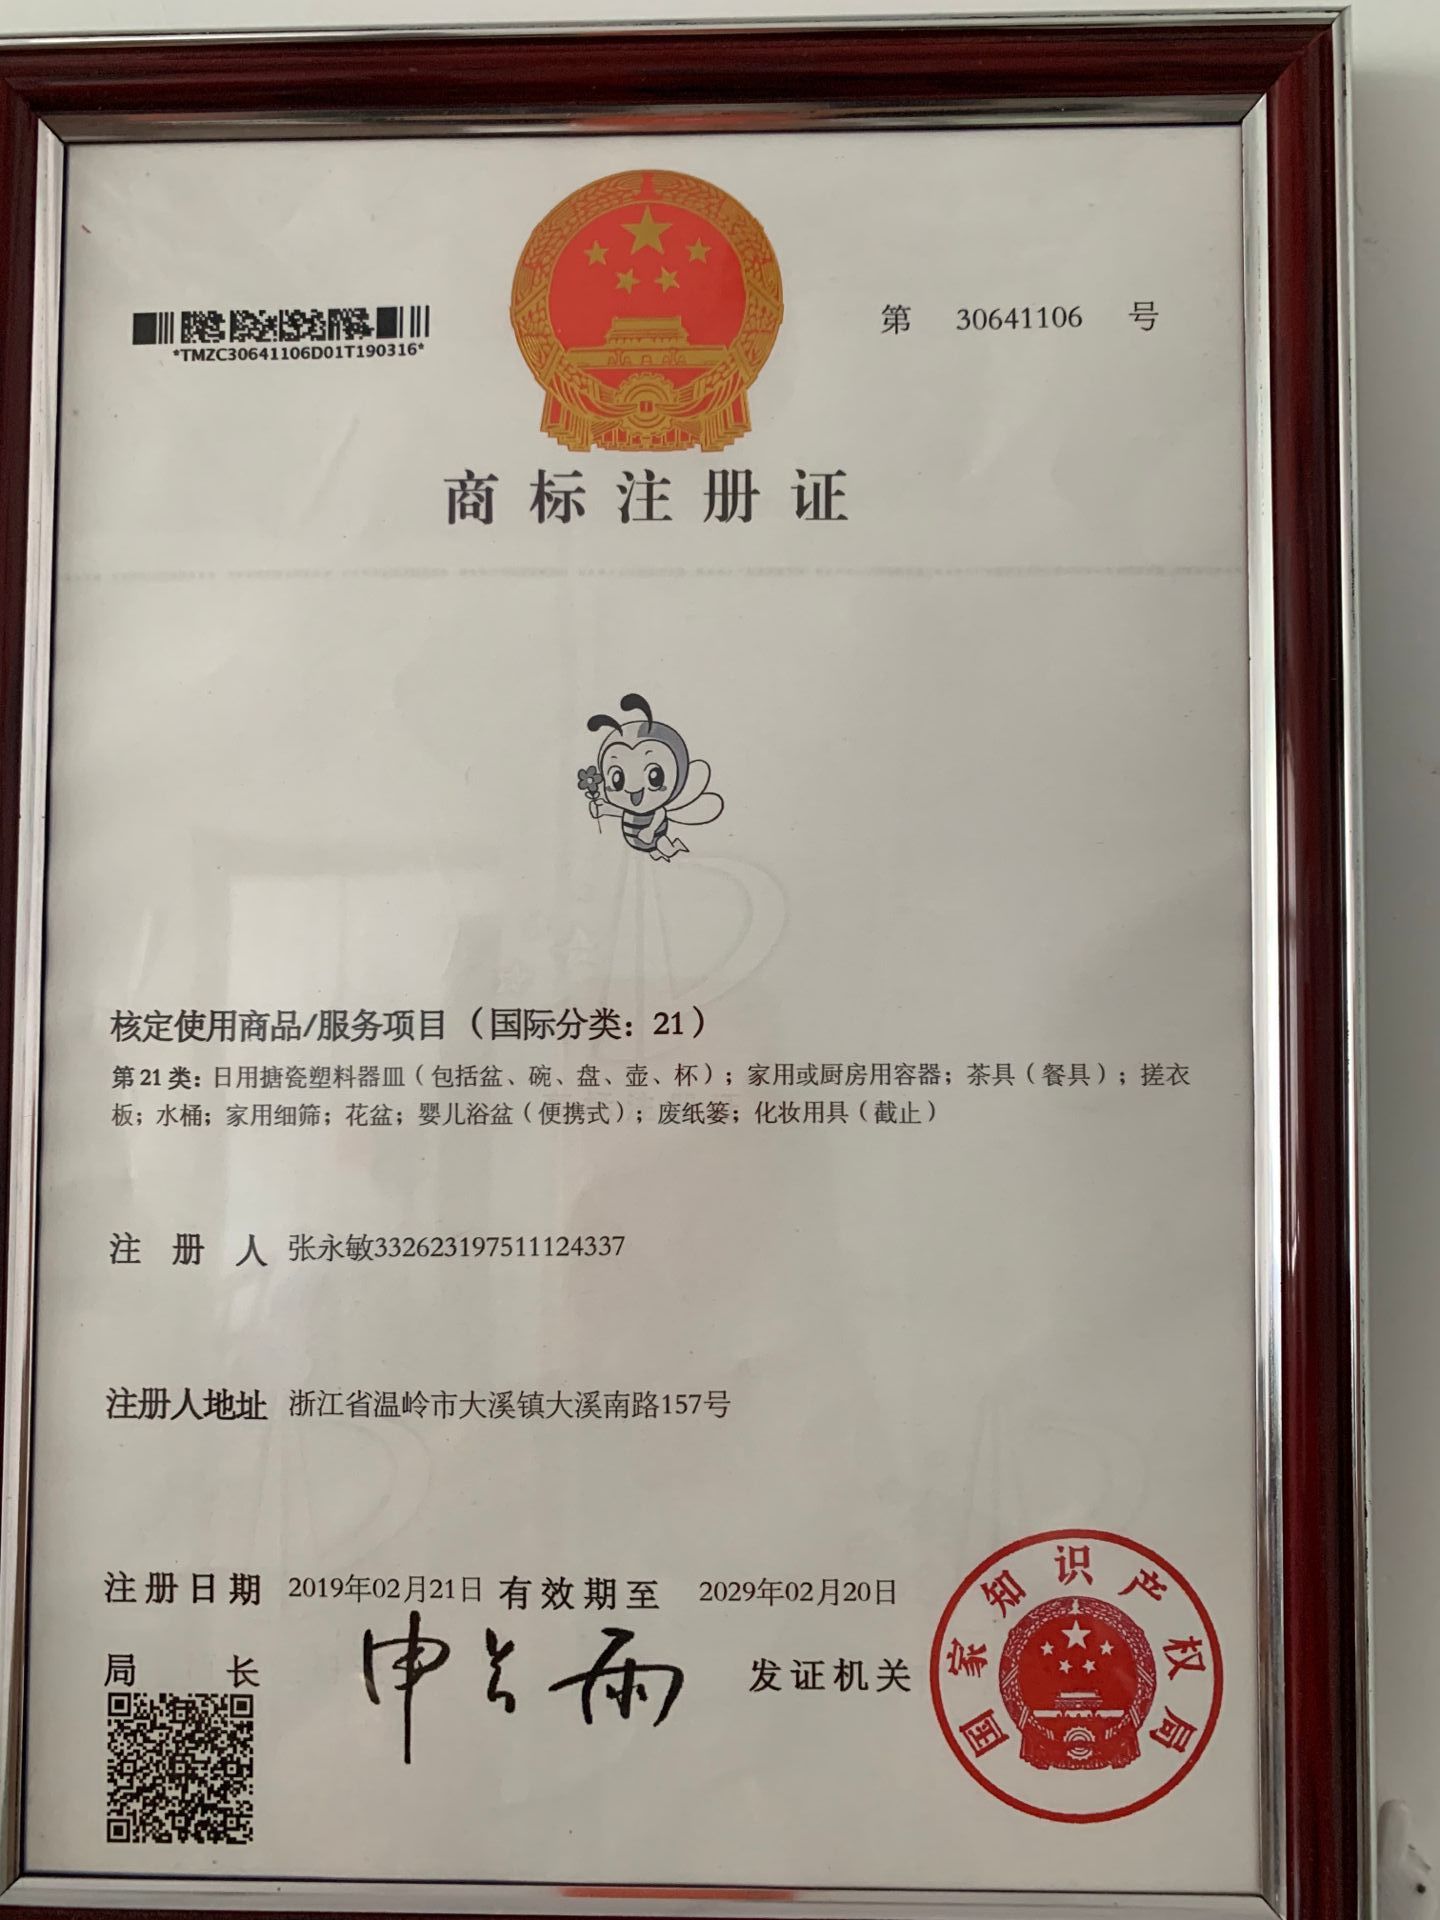 *TMZC30641106D01T190316*
第 30641106 号
商标注册证
核定使用商品/服务项目（国际分类：21）
第21类：日用搪瓷塑料器皿（包括盆、碗、盘、壶、杯）；家用或厨房用容器；茶具（餐具）；搓衣
板；水桶；家用细筛；花盆；婴儿浴盆（便携式）；废纸篓；化妆用具（截止）
注册人 张永敏332623197511124337
注册人地址 浙江省温岭市大溪镇大溪南路157号
注册日期 2019年02月21日 有效期至 2029年02月20日
局长 申长雨 发证机关
国家知识产权局